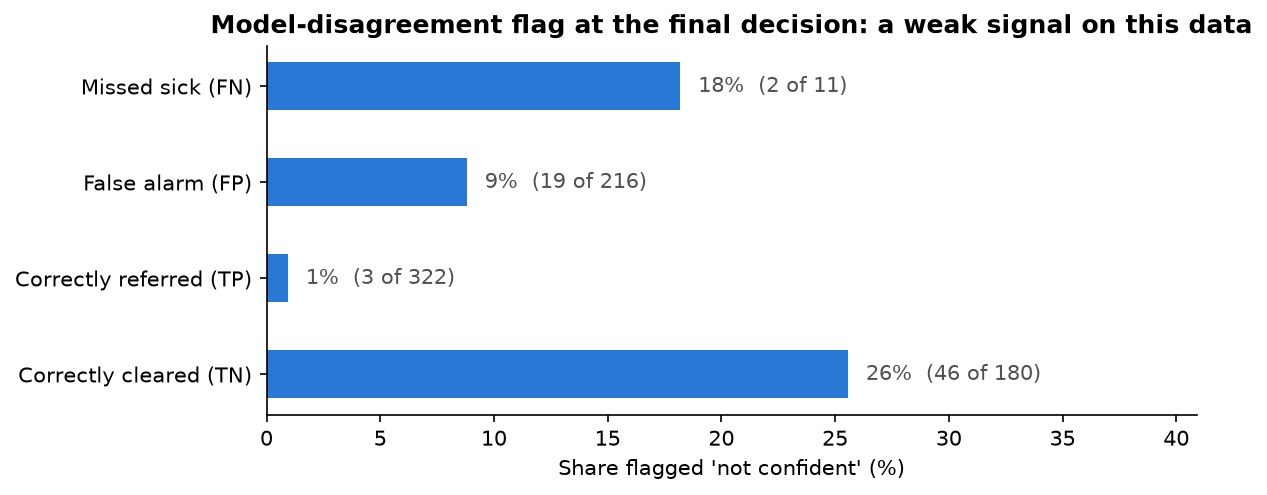 Model-disagreement flag at the final decision: a weak signal on this data
Missed sick (FN)
18%  (2 of 11)
False alarm (FP)
9%  (19 of 216)
Correctly referred (TP)
1%  (3 of 322)
Correctly cleared (TN)
26%  (46 of 180)
0 5 10 15 20 25 30 35 40
Share flagged 'not confident' (%)